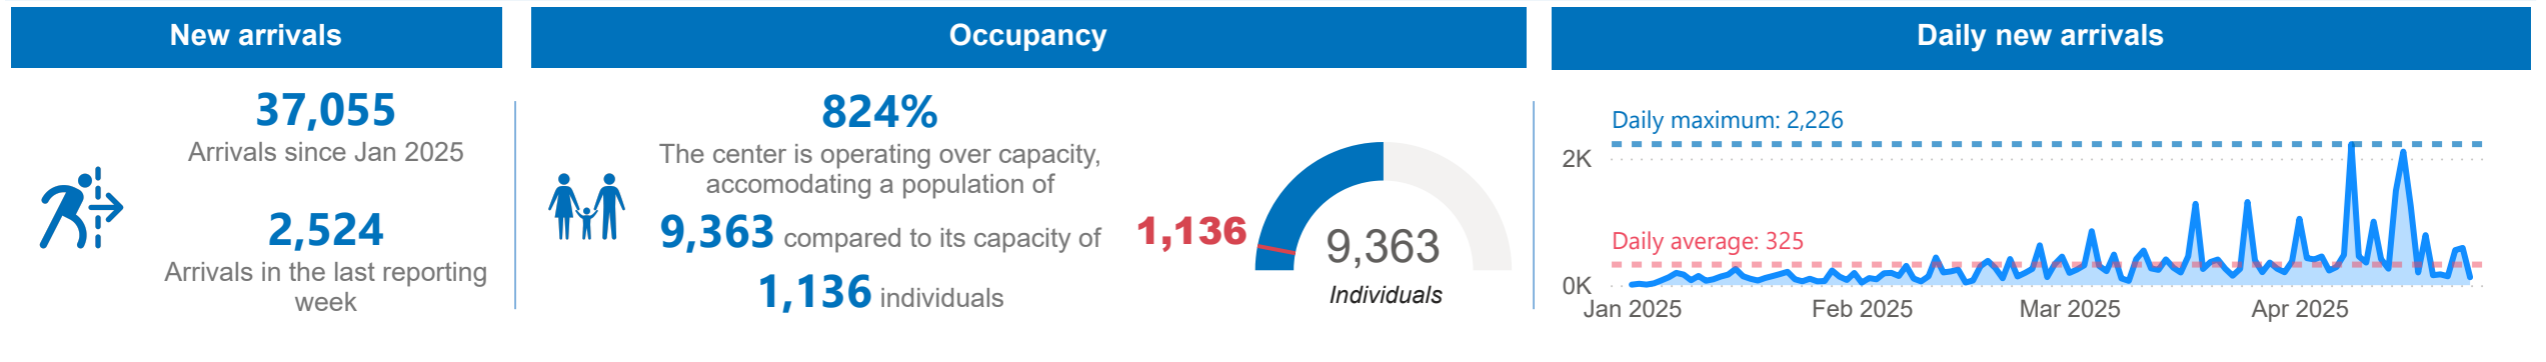 New arrivals
37,055
Arrivals since Jan 2025
2,524
Arrivals in the last reporting
week
Occupancy
824%
The center is operating over capacity,
accomodating a population of
9,363 compared to its capacity of
1,136 individuals
1,136
9,363
Individuals
Daily new arrivals
Daily maximum: 2,226
2K
Daily average: 325
0K
Jan 2025
Feb 2025
Mar 2025
Apr 2025